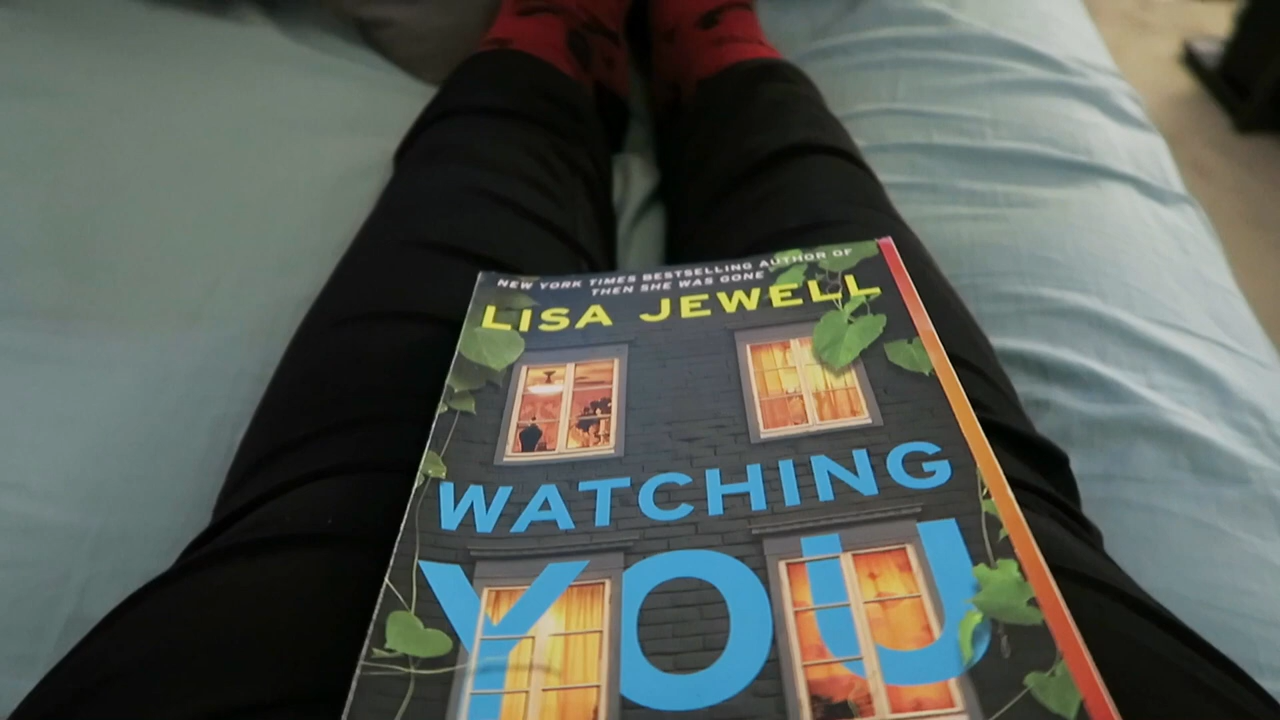 NEW YORK TIMES BESTSELLING AUTHOR OF
THEN SHE WAS GONE
LISA JEWELL
WATCHING
YOU